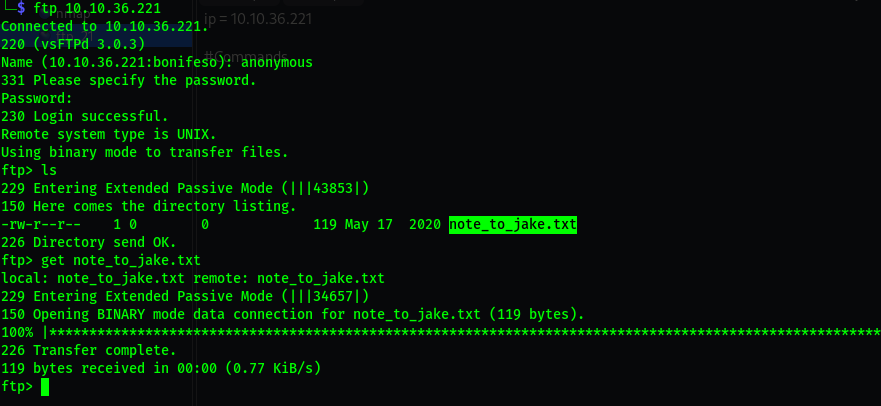 └─$ ftp 10.10.36.221
Connected to 10.10.36.221.
220 (vsFTPd 3.0.3)
Name (10.10.36.221:bonifeso): anonymous
331 Please specify the password.
Password:
230 Login successful.
Remote system type is UNIX.
Using binary mode to transfer files.
ftp> ls
229 Entering Extended Passive Mode (|||43853|)
150 Here comes the directory listing.
-rw-r--r--    1 0        0             119 May 17  2020 note_to_jake.txt
226 Directory send OK.
ftp> get note_to_jake.txt
local: note_to_jake.txt remote: note_to_jake.txt
229 Entering Extended Passive Mode (|||34657|)
150 Opening BINARY mode data connection for note_to_jake.txt (119 bytes).
100% |*******************************************************************************************************
226 Transfer complete.
119 bytes received in 00:00 (0.77 KiB/s)
ftp>
nmap
ip = 10.10.36.221
#Commands